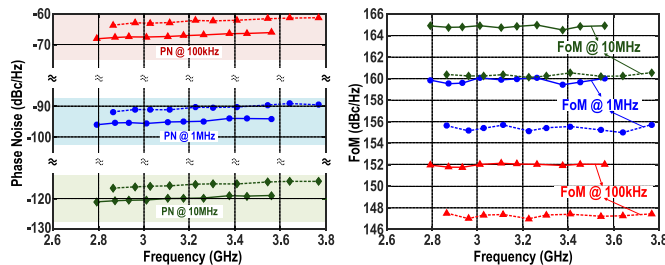 -60
-70
-90
-100
-120
-130
Phase Noise (dBc/Hz)
PN @ 100kHz
PN @ 1MHz
PN @ 10MHz
2.6 2.8 3 3.2 3.4 3.6 3.8
Frequency (GHz)
166
164
162
160
158
156
154
152
150
148
146
FoM (dBc/Hz)
FoM @ 10MHz
FoM @ 1MHz
FoM @ 100kHz
2.6 2.8 3 3.2 3.4 3.6 3.8
Frequency (GHz)